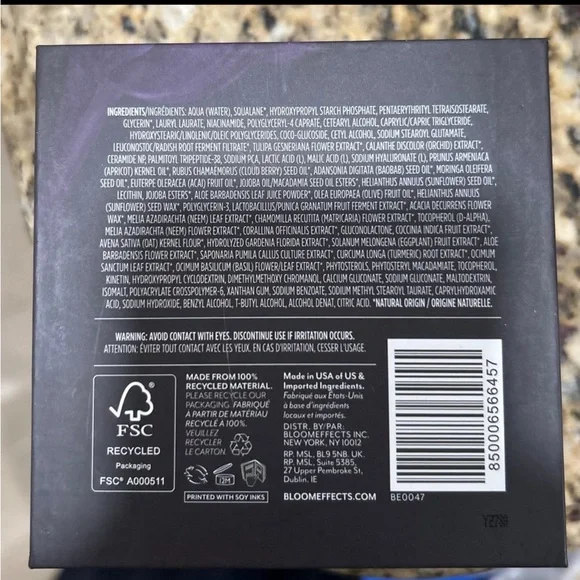 INGREDIENTS/INGRÉDIENTS: AQUA (WATER), SQUALANE*, HYDROXYPROPYL STARCH PHOSPHATE, PENTAERYTHRITYL TETRAISOSTEARATE,
GLYCERIN*, LAURYL LAURATE, NIACINAMIDE, POLYGLYCERYL-4 CAPRATE, CETEARYL ALCOHOL, CAPRYLIC/CAPRIC TRIGLYCERIDE,
HYDROXYSTEARIC/LINOLENIC/OLEIC POLYGLYCERIDES, COCO-GLUCOSIDE, CETYL ALCOHOL, SODIUM STEAROYL GLUTAMATE,
LEUCONOSTOC/RADISH ROOT FERMENT FILTRATE*, TULIPA GESNERIANA FLOWER EXTRACT*, CALANTHE DISCOLOR (ORCHID) EXTRACT*,
CERAMIDE NP, PALMITOYL TRIPEPTIDE-38, SODIUM PCA, LACTIC ACID (L), MALIC ACID (L), SODIUM HYALURONATE (L), PRUNUS ARMENIACA
(APRICOT) KERNEL OIL*, RUBUS CHAMAEMORUS (CLOUD BERRY) SEED OIL*, ADANSONIA DIGITATA (BAOBAB) SEED OIL*, MORINGA OLEIFERA
SEED OIL*, EUTERPE OLERACEA (ACAI) FRUIT OIL*, JOJOBA OIL/MACADAMIA SEED OIL ESTERS*, HELIANTHUS ANNUUS (SUNFLOWER) SEED OIL*,
LECITHIN, JOJOBA ESTERS*, ALOE BARBADENSIS LEAF JUICE POWDER*, OLEA EUROPAEA (OLIVE) FRUIT OIL*, HELIANTHUS ANNUUS
(SUNFLOWER) SEED WAX*, POLYGLYCERIN-3, LACTOBACILLUS/PUNICA GRANATUM FRUIT FERMENT EXTRACT*, ACACIA DECURRENS FLOWER
WAX*, MELIA AZADIRACHTA (NEEM) LEAF EXTRACT*, CHAMOMILLA RECUTITA (MATRICARIA) FLOWER EXTRACT*, TOCOPHEROL (D-ALPHA),
MELIA AZADIRACHTA (NEEM) FLOWER EXTRACT*, CORALLINA OFFICINALIS EXTRACT*, GLUCONOLACTONE, COCCINIA INDICA FRUIT EXTRACT*,
AVENA SATIVA (OAT) KERNEL FLOUR*, HYDROLYZED GARDENIA FLORIDA EXTRACT*, SOLANUM MELONGENA (EGGPLANT) FRUIT EXTRACT*, ALOE
BARBADENSIS FLOWER EXTRACT*, SAPONARIA PUMILA CALLUS CULTURE EXTRACT*, CURCUMA LONGA (TURMERIC) ROOT EXTRACT*, OCIMUM
SANCTUM LEAF EXTRACT*, OCIMUM BASILICUM (BASIL) FLOWER/LEAF EXTRACT*, PHYTOSTEROLS, PHYTOSTERYL MACADAMIATE, TOCOPHEROL,
KINETIN, HYDROXYPROPYL CYCLODEXTRIN, DIMETHYLMETHOXY CHROMANOL, CALCIUM GLUCONATE, SODIUM GLUCONATE, MALTODEXTRIN,
ISOMALT, POLYACRYLATE CROSSPOLYMER-6, XANTHAN GUM, SODIUM BENZOATE, SODIUM METHYL STEAROYL TAURATE, CAPRYLHYDROXAMIC
ACID, SODIUM HYDROXIDE, BENZYL ALCOHOL, T-BUTYL ALCOHOL, ALCOHOL DENAT, CITRIC ACID. *NATURAL ORIGIN / ORIGINE NATURELLE.
WARNING: AVOID CONTACT WITH EYES. DISCONTINUE USE IF IRRITATION OCCURS.
ATTENTION: ÉVITER TOUT CONTACT AVEC LES YEUX. EN CAS D'IRRITATION, CESSER L'USAGE.
FSC
RECYCLED
Packaging
FSC® A000511
MADE FROM 100%
RECYCLED MATERIAL.
PLEASE RECYCLE OUR
PACKAGING. FABRIQUÉ
A PARTIR DE MATÉRIAU
RECYCLÉ A 100%.
VEUILLEZ
RECYCLER
LE CARTON.
12M
PRINTED WITH SOY INKS
Made in USA of US &
Imported Ingredients.
Fabriqué aux États-Unis
à base d'ingrédients
locaux et importés.
DISTR. BY/PAR:
BLOOMEFFECTS INC.
NEW YORK, NY 10012
RP. MSL, BL9 5NB. UK.
RP. MSL, Suite 5385,
27 Upper Pembroke St,
Dublin. IE
BLOOMEFFECTS.COM
BE0047
850006566457